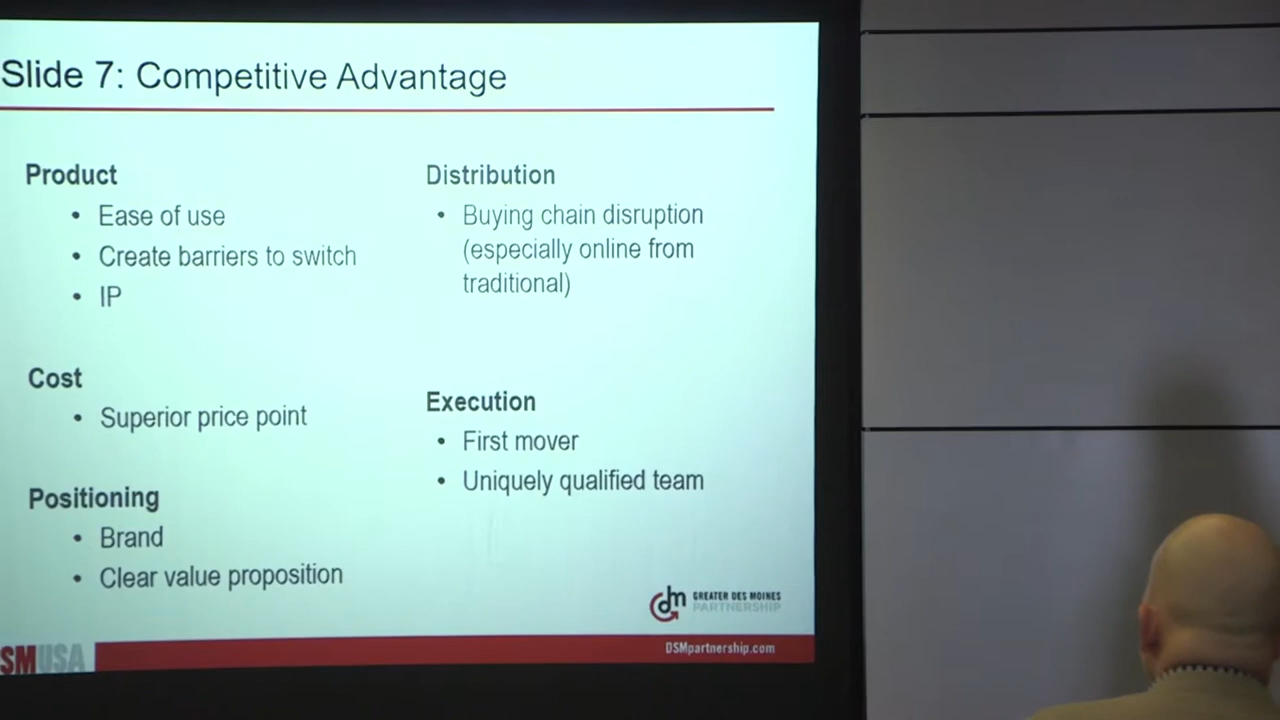 Slide 7: Competitive Advantage
Product
• Ease of use
• Create barriers to switch
• IP
Cost
• Superior price point
Positioning
• Brand
• Clear value proposition
Distribution
• Buying chain disruption
(especially online from
traditional)
Execution
• First mover
• Uniquely qualified team
dm
GREATER DES MOINES
PARTNERSHIP
SMUSA
DSMpartnership.com